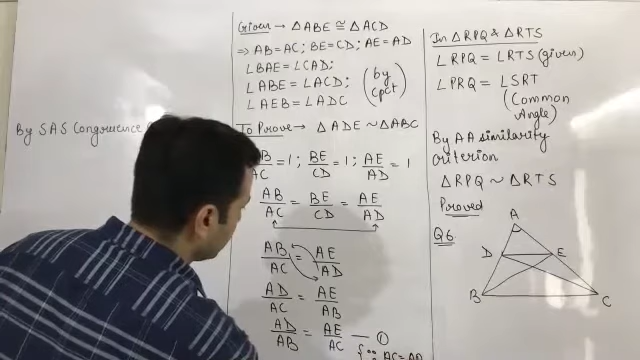 By SAS Congruence
Given → △ABE ≅ △ACD
⇒ AB=AC; BE=CD; AE=AD
∠BAE = ∠CAD;
∠ABE = ∠ACD;
∠AEB = ∠ADC
(by cpct)
To Prove → △ADE ~ △ABC
AB/AC = 1; BE/CD = 1; AE/AD = 1
AB/AC = BE/CD = AE/AD
AB/AC = AE/AD
AD/AC = AE/AB
AD/AB = AE/AC — ①
{∵ AC=AB
In △RPQ & △RTS
∠RPQ = ∠RTS (given)
∠PRQ = ∠SRT
(Common Angle)
By AA similarity
criterion
△RPQ ~ △RTS
Proved
Q6
A
D
E
B
C